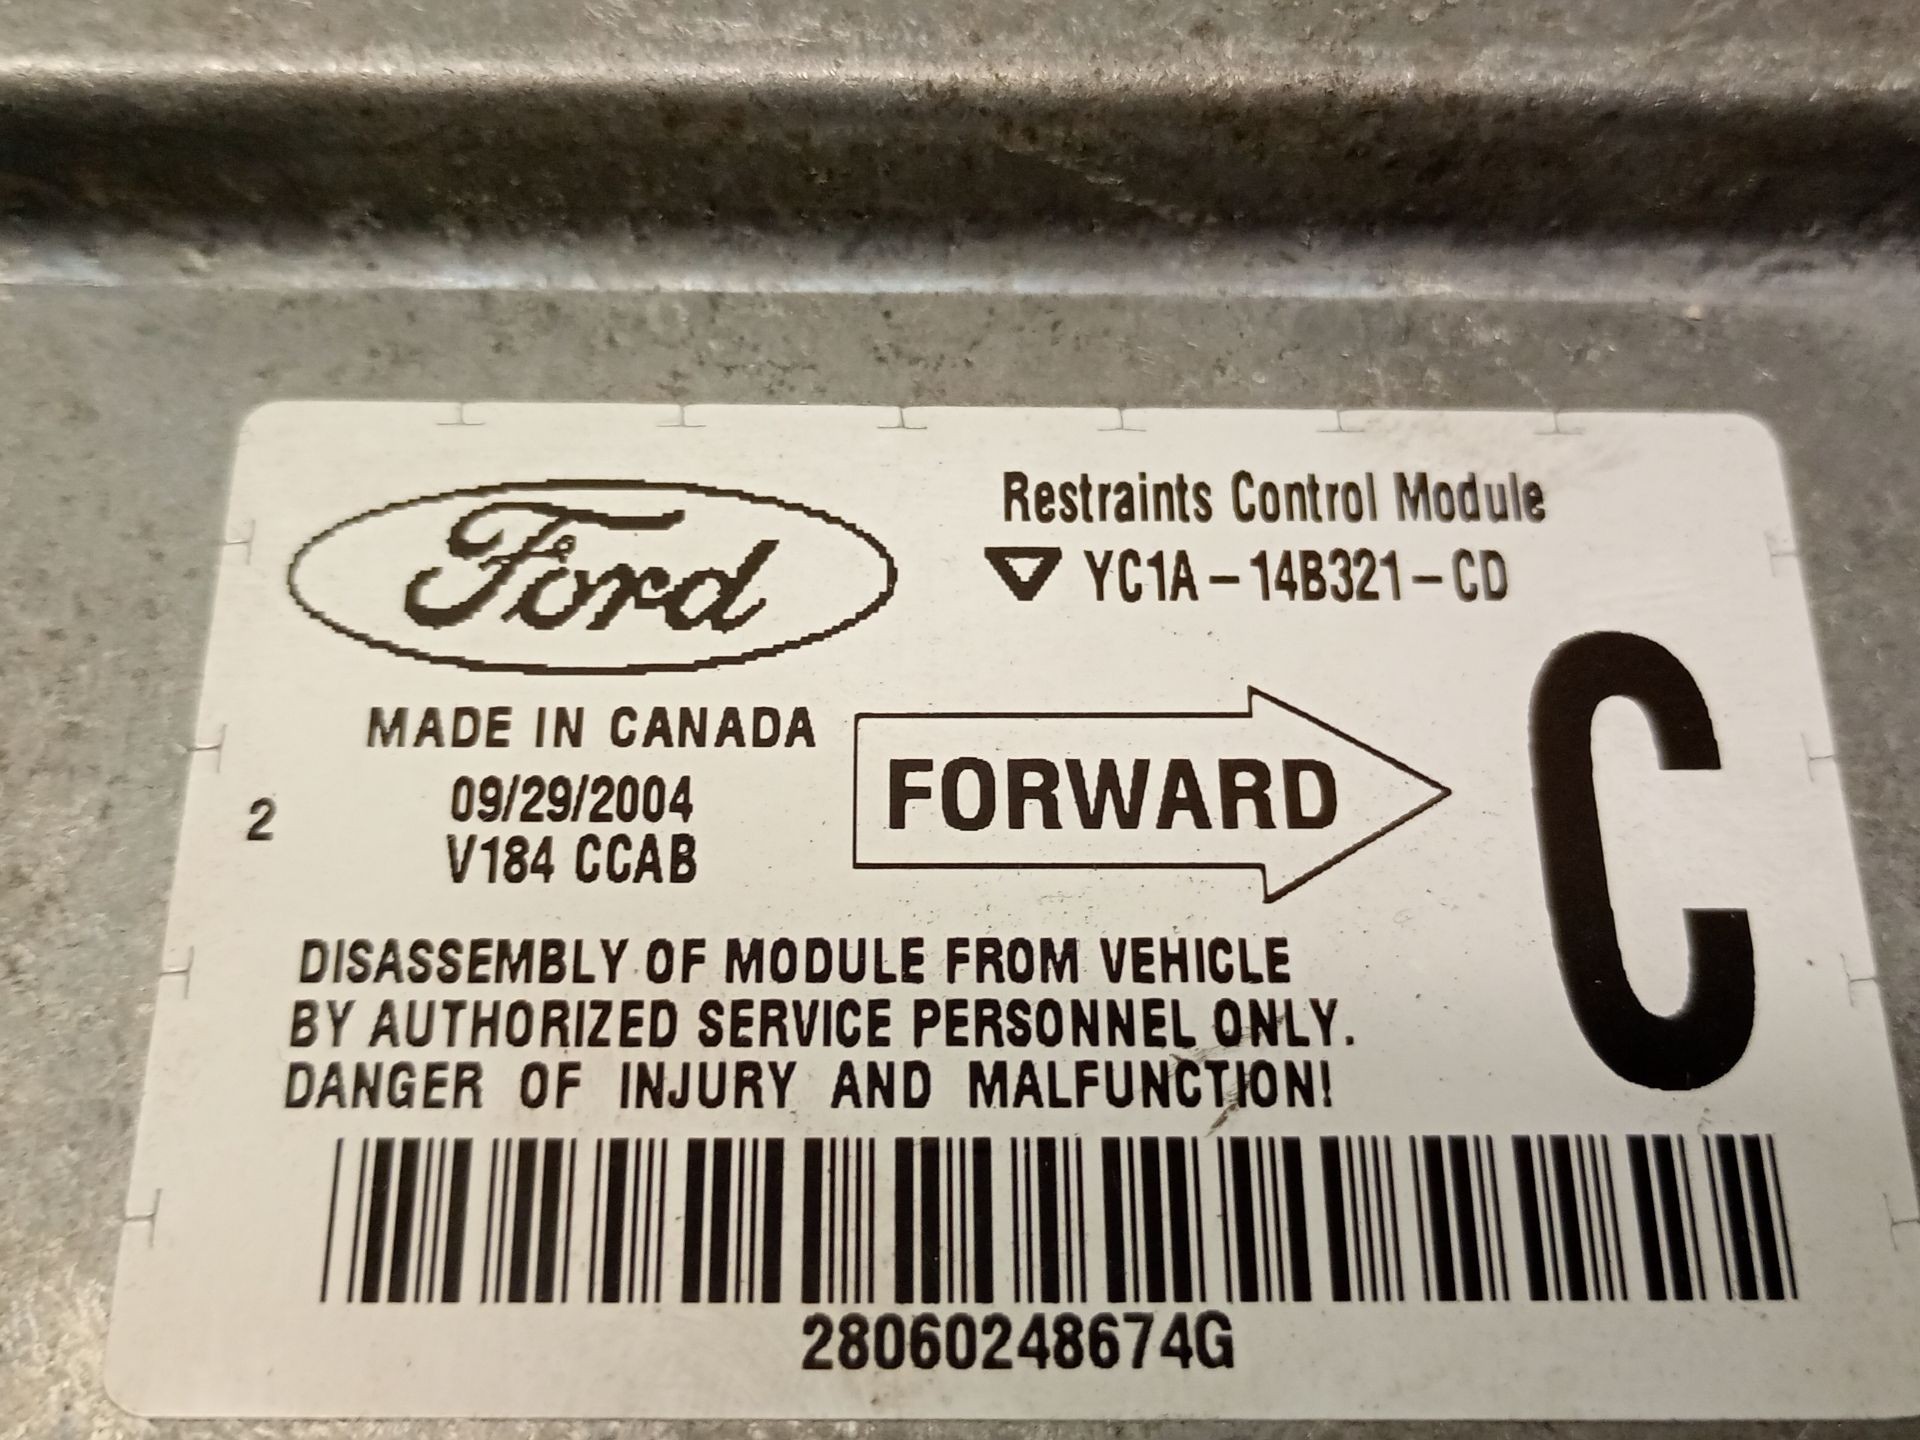 Ford
Restraints Control Module
YC1A-14B321-CD
MADE IN CANADA
09/29/2004
V184 CCAB
2
FORWARD
C
DISASSEMBLY OF MODULE FROM VEHICLE
BY AUTHORIZED SERVICE PERSONNEL ONLY.
DANGER OF INJURY AND MALFUNCTION!
28060248674G